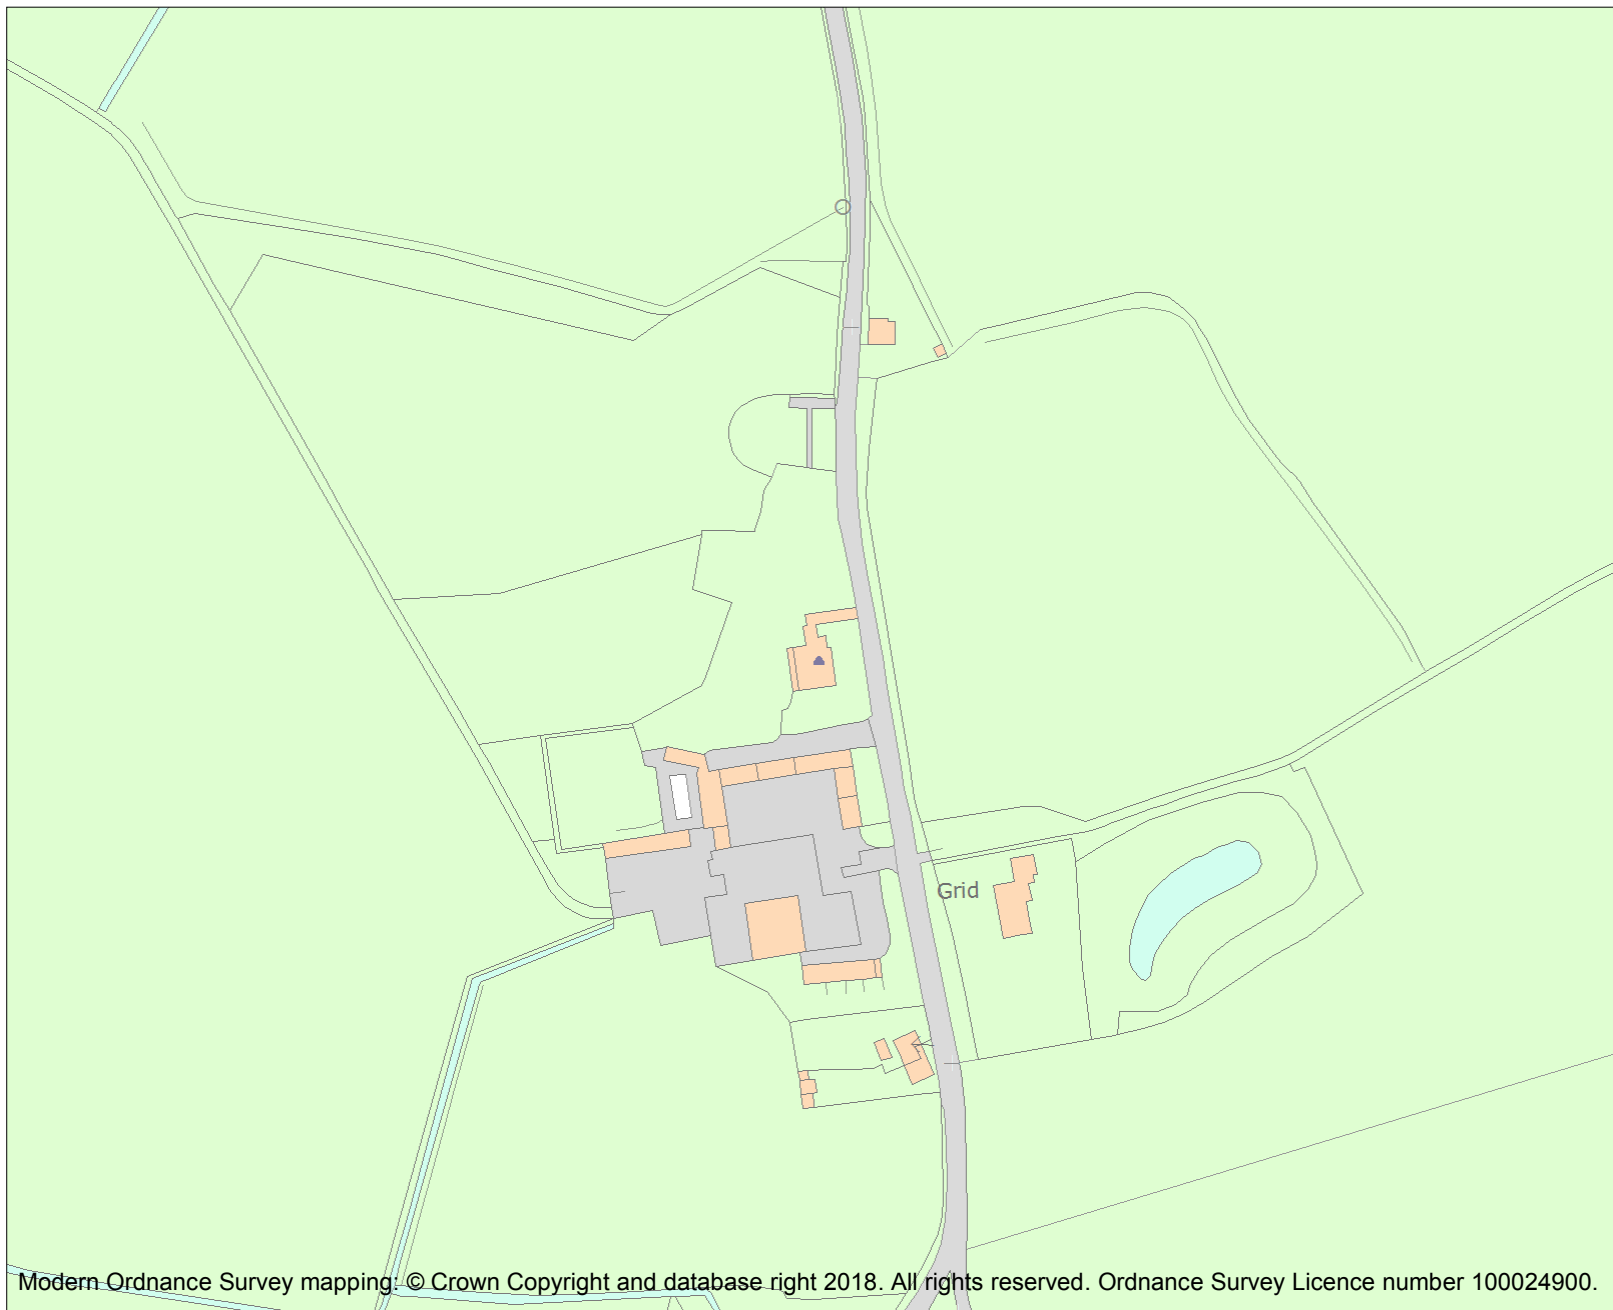 Grid
Modern Ordnance Survey mapping: © Crown Copyright and database right 2018. All rights reserved. Ordnance Survey Licence number 100024900.